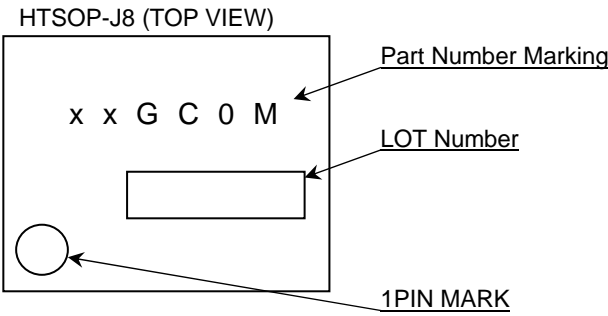 HTSOP-J8 (TOP VIEW)
Part Number Marking
x x G C 0 M
LOT Number
1PIN MARK